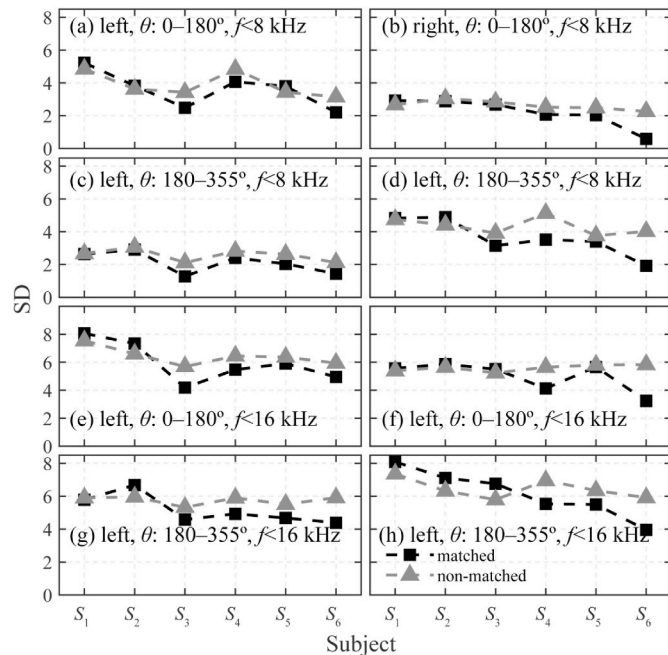 8
(a) left, θ: 0–180º, f<8 kHz
(b) right, θ: 0–180º, f<8 kHz
6
4
2
0
8
(c) left, θ: 180–355º, f<8 kHz
(d) left, θ: 180–355º, f<8 kHz
6
4
2
0
SD
8
6
4
2
(e) left, θ: 0–180º, f<16 kHz
(f) left, θ: 0–180º, f<16 kHz
0
8
6
4
(g) left, θ: 180–355º, f<16 kHz
(h) left, θ: 180–355º, f<16 kHz
matched
2
non-matched
0
S1 S2 S3 S4 S5 S6 S1 S2 S3 S4 S5 S6
Subject